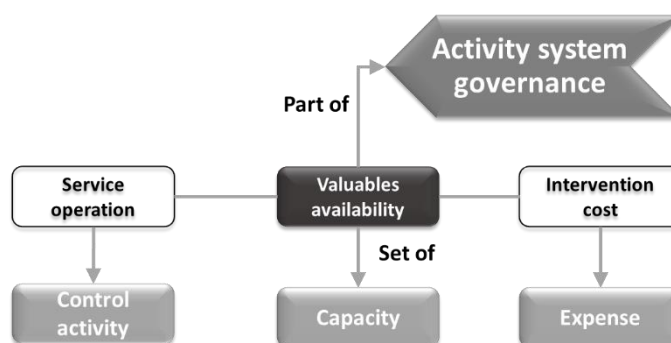 Activity system
governance
Part of
Service
operation
Valuables
availability
Intervention
cost
Set of
Control
activity
Capacity
Expense